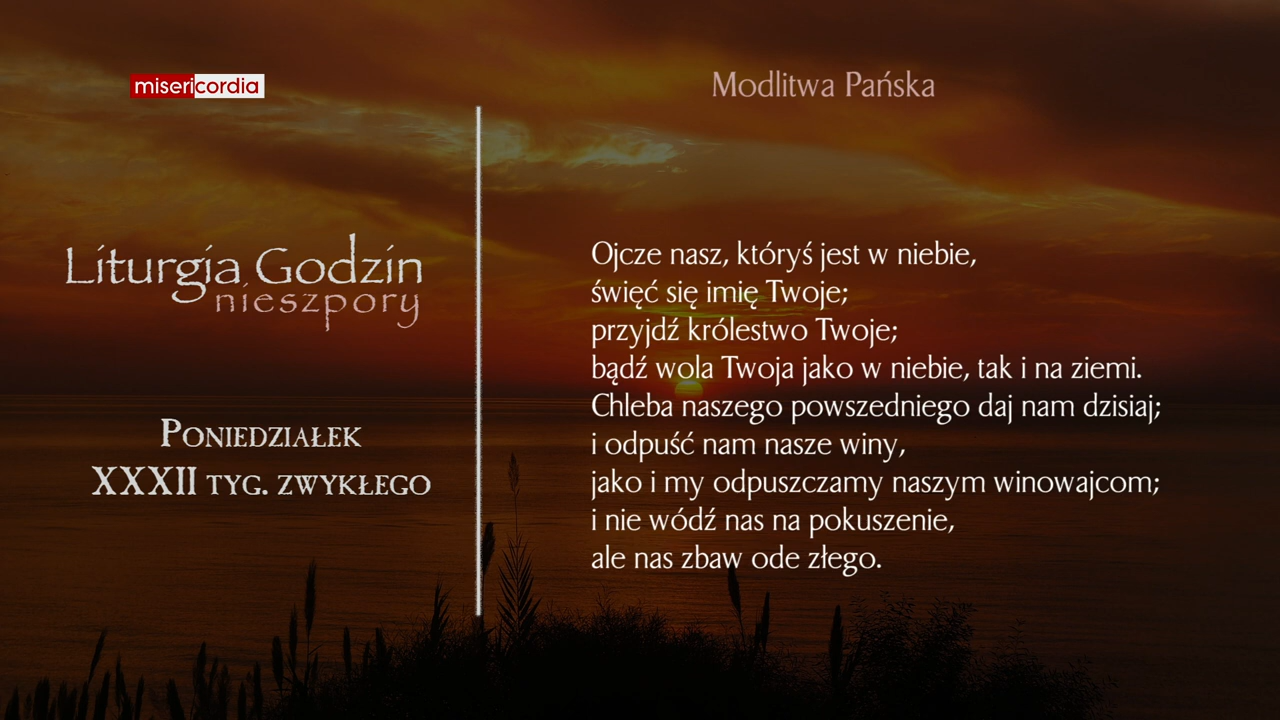 misericordia
Liturgia Godzin
nieszpory
Poniedziałek
XXXII tyg. zwykłego
Modlitwa Pańska
Ojcze nasz, któryś jest w niebie,
święć się imię Twoje;
przyjdź królestwo Twoje;
bądź wola Twoja jako w niebie, tak i na ziemi.
Chleba naszego powszedniego daj nam dzisiaj;
i odpuść nam nasze winy,
jako i my odpuszczamy naszym winowajcom;
i nie wódź nas na pokuszenie,
ale nas zbaw ode złego.